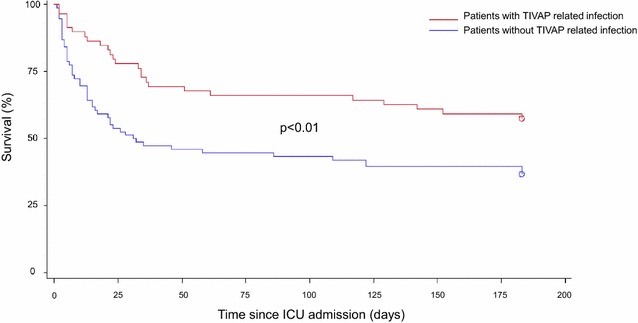 Patients with TIVAP related infection
Patients without TIVAP related infection
100
75
50
25
0
Survival (%)
p<0.01
0 25 50 75 100 125 150 175 200
Time since ICU admission (days)